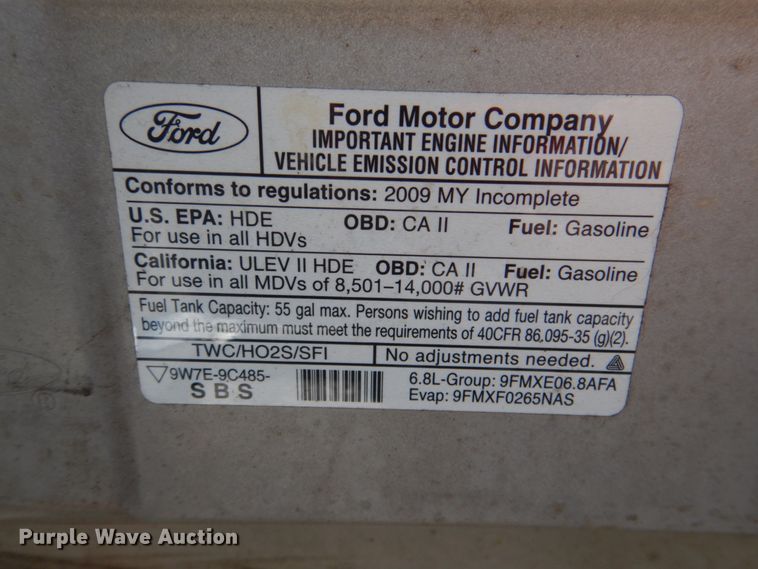 Ford
Ford Motor Company
IMPORTANT ENGINE INFORMATION/
VEHICLE EMISSION CONTROL INFORMATION
Conforms to regulations: 2009 MY Incomplete
U.S. EPA: HDE OBD: CA II Fuel: Gasoline
For use in all HDVs
California: ULEV II HDE OBD: CA II Fuel: Gasoline
For use in all MDVs of 8,501–14,000# GVWR
Fuel Tank Capacity: 55 gal max. Persons wishing to add fuel tank capacity
beyond the maximum must meet the requirements of 40CFR 86.095-35 (g)(2).
TWC/HO2S/SFI No adjustments needed.
9W7E-9C485-
SBS
6.8L-Group: 9FMXE06.8AFA
Evap: 9FMXF0265NAS
Purple Wave Auction